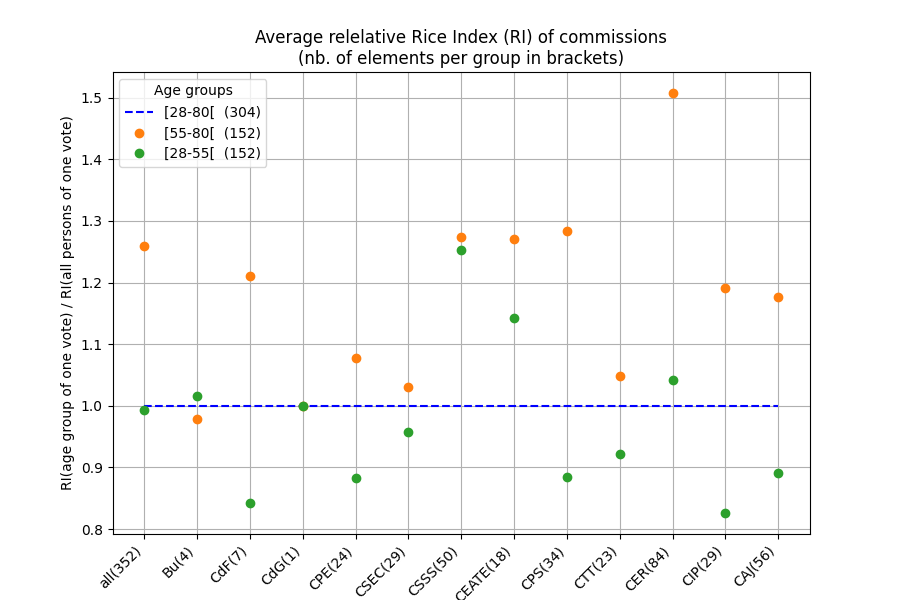 Average relelative Rice Index (RI) of commissions
(nb. of elements per group in brackets)
Age groups
[28-80[ (304)
[55-80[ (152)
[28-55[ (152)
RI(age group of one vote) / RI(all persons of one vote)
1.5
1.4
1.3
1.2
1.1
1.0
0.9
0.8
all(352)
Bu(4)
CdF(7)
CdG(1)
CPE(24)
CSEC(29)
CSSS(50)
CEATE(18)
CPS(34)
CTT(23)
CER(84)
CIP(29)
CAJ(56)